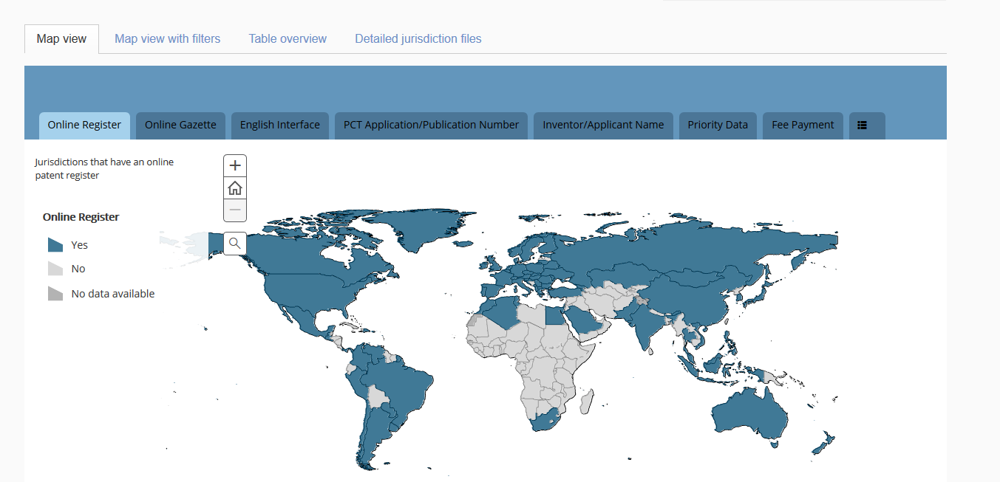 Map view
Map view with filters
Table overview
Detailed jurisdiction files
Online Register
Online Gazette
English Interface
PCT Application/Publication Number
Inventor/Applicant Name
Priority Data
Fee Payment
Jurisdictions that have an online
patent register
Online Register
Yes
No
No data available